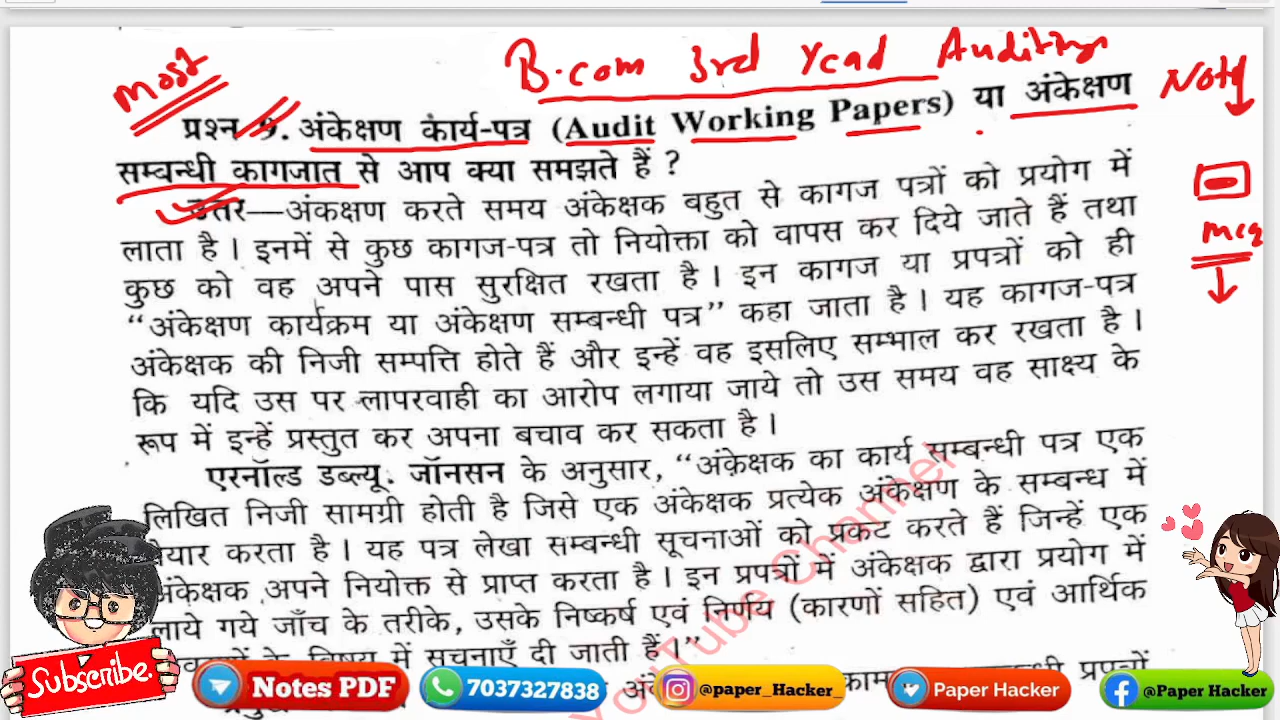 B.com 3rd Year Auditing
Most
Note
प्रश्न 9. अंकेक्षण कार्य-पत्र (Audit Working Papers) या अंकेक्षण
सम्बन्धी कागजात से आप क्या समझते हैं ?
उत्तर—अंकक्षण करते समय अंकेक्षक बहुत से कागज पत्रों को प्रयोग में
लाता है । इनमें से कुछ कागज-पत्र तो नियोक्ता को वापस कर दिये जाते हैं तथा
कुछ को वह अपने पास सुरक्षित रखता है । इन कागज या प्रपत्रों को ही
“अंकेक्षण कार्यक्रम या अंकेक्षण सम्बन्धी पत्र” कहा जाता है । यह कागज-पत्र
अंकेक्षक की निजी सम्पत्ति होते हैं और इन्हें वह इसलिए सम्भाल कर रखता है ।
कि यदि उस पर लापरवाही का आरोप लगाया जाये तो उस समय वह साक्ष्य के
रूप में इन्हें प्रस्तुत कर अपना बचाव कर सकता है ।
mcq
एरनॉल्ड डब्ल्यू. जॉनसन के अनुसार, “अंकेक्षक का कार्य सम्बन्धी पत्र एक
लिखित निजी सामग्री होती है जिसे एक अंकेक्षक प्रत्येक अंकेक्षण के सम्बन्ध में
तैयार करता है । यह पत्र लेखा सम्बन्धी सूचनाओं को प्रकट करते हैं जिन्हें एक
अंकेक्षक अपने नियोक्त से प्राप्त करता है । इन प्रपत्रों में अंकेक्षक द्वारा प्रयोग में
लाये गये जाँच के तरीके, उसके निष्कर्ष एवं निर्णय (कारणों सहित) एवं आर्थिक
के विषय में सूचनाएँ दी जाती हैं ।”
YouTube Channel
Subscribe
Notes PDF
7037327838
@paper_Hacker_
Paper Hacker
@Paper Hacker